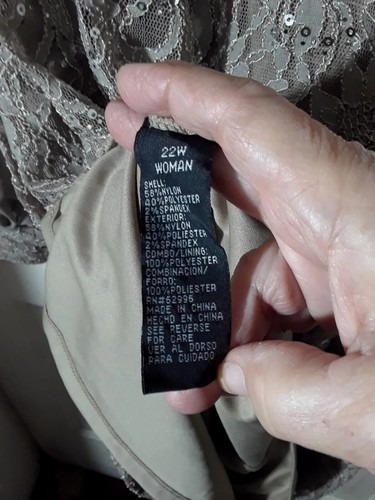 22W
WOMAN
SHELL:
58%NYLON
40%POLYESTER
2%SPANDEX
EXTERIOR:
58%NYLON
40%POLIESTER
2%SPANDEX
COMBO/LINING:
100%POLYESTER
COMBINACION/
FORRO:
100%POLIESTER
RN#62995
MADE IN CHINA
HECHO EN CHINA
SEE REVERSE
FOR CARE
VER AL DORSO
PARA CUIDADO